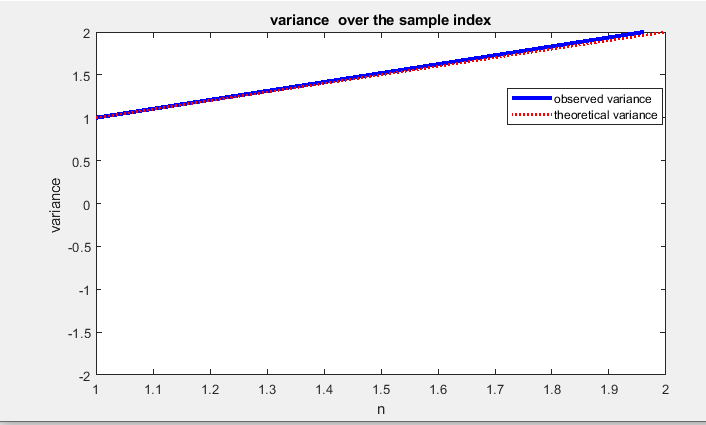 variance  over the sample index
2
1.5
1
0.5
0
-0.5
-1
-1.5
-2
variance
observed variance
theoretical variance
1 1.1 1.2 1.3 1.4 1.5 1.6 1.7 1.8 1.9 2
n